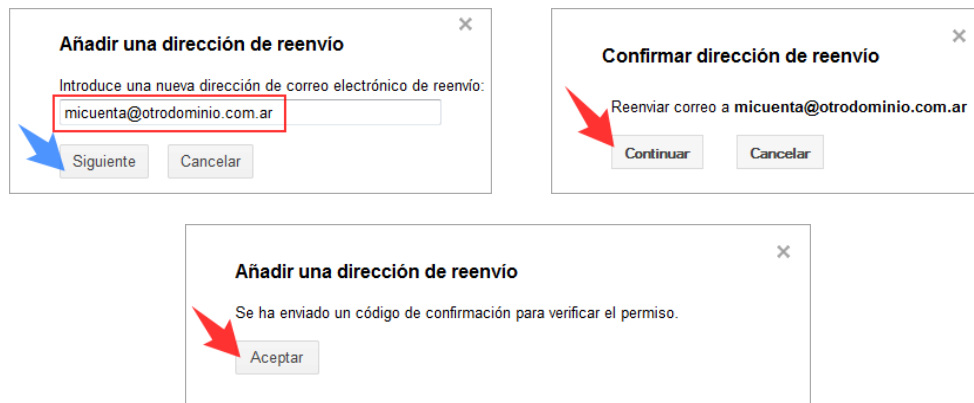 Añadir una dirección de reenvío
Introduce una nueva dirección de correo electrónico de reenvío:
micuenta@otrodominio.com.ar
Siguiente
Cancelar
Confirmar dirección de reenvío
Reenviar correo a micuenta@otrodominio.com.ar
Continuar
Cancelar
Añadir una dirección de reenvío
Se ha enviado un código de confirmación para verificar el permiso.
Aceptar